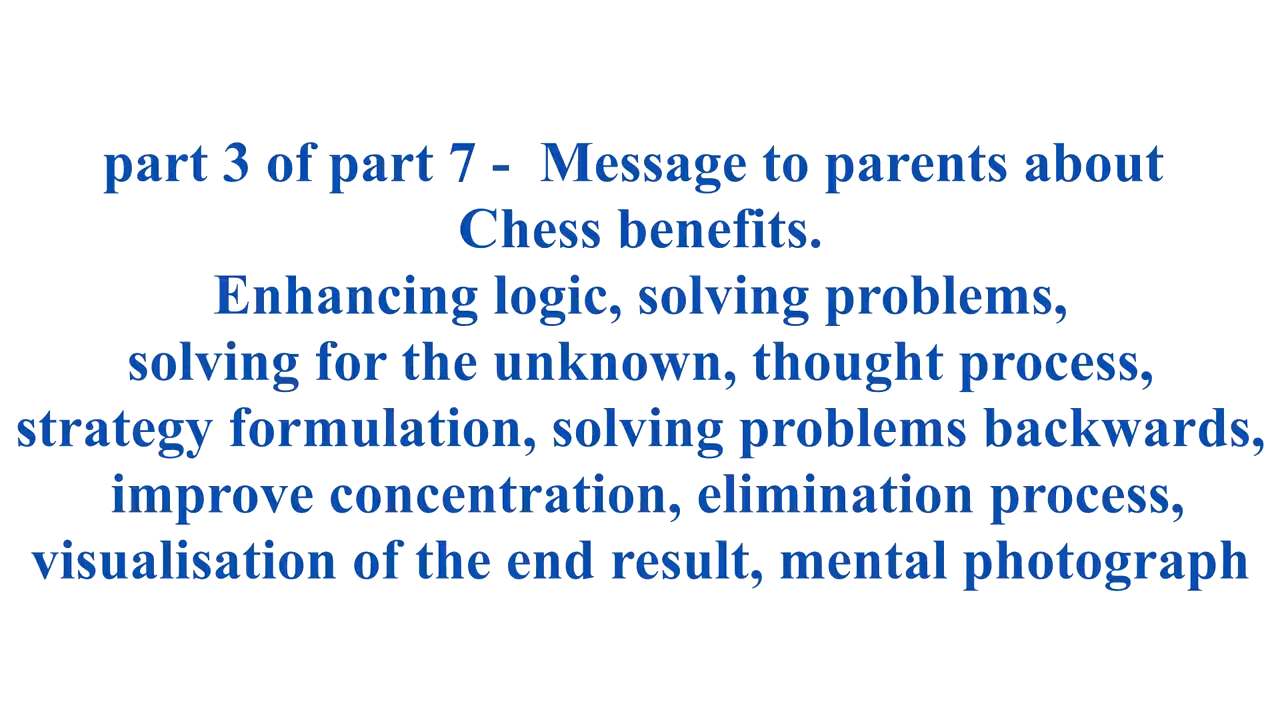 part 3 of part 7 -  Message to parents about
Chess benefits.
Enhancing logic, solving problems,
solving for the unknown, thought process,
strategy formulation, solving problems backwards,
improve concentration, elimination process,
visualisation of the end result, mental photograph